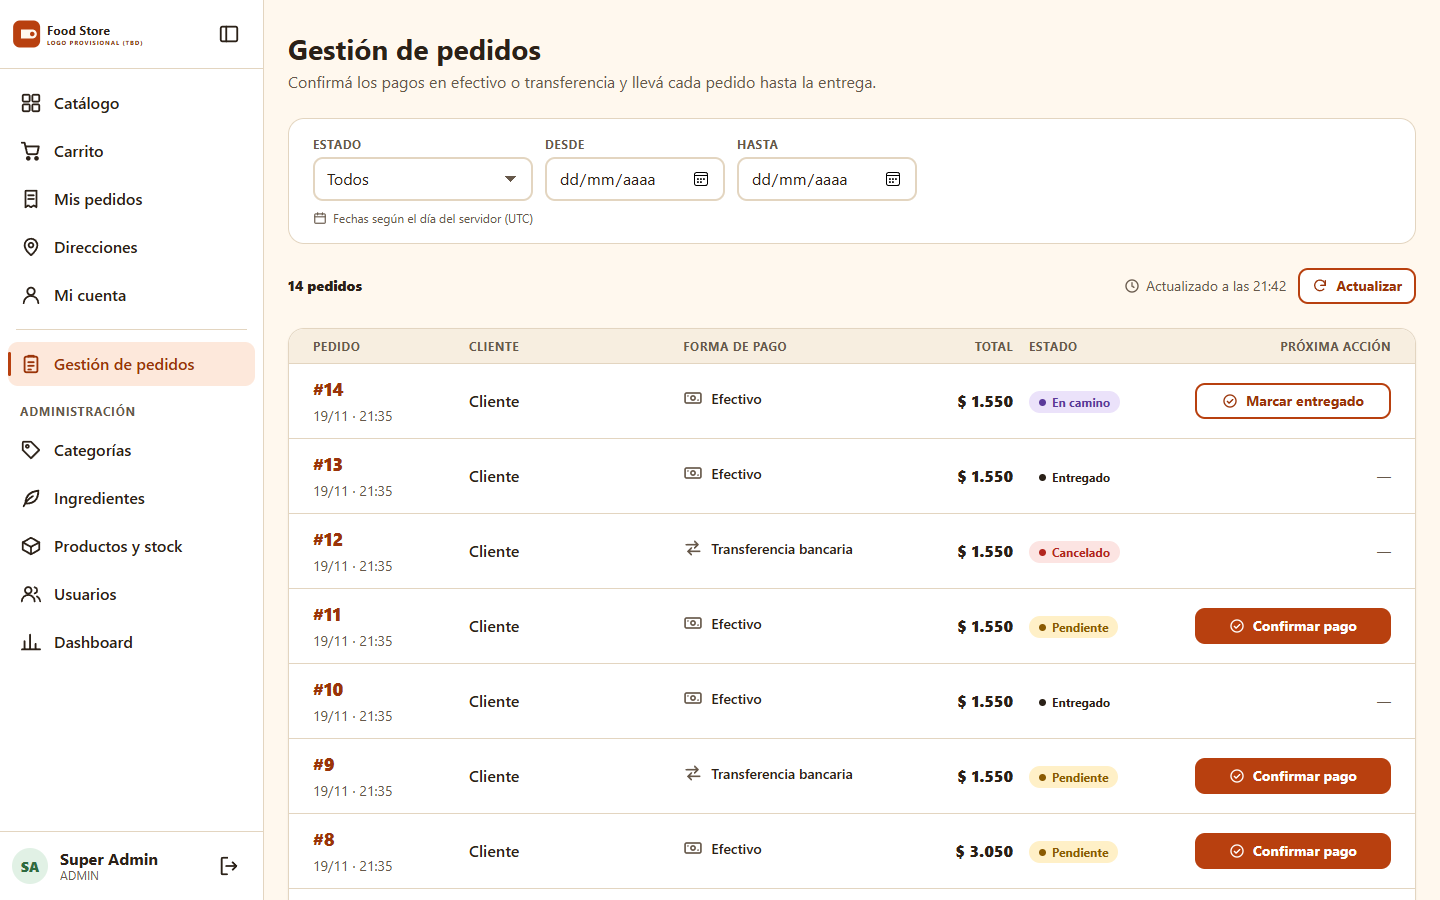 Food Store
LOGO PROVISIONAL (TBD)
Catálogo
Carrito
Mis pedidos
Direcciones
Mi cuenta
Gestión de pedidos
ADMINISTRACIÓN
Categorías
Ingredientes
Productos y stock
Usuarios
Dashboard
SA
Super Admin
ADMIN
Gestión de pedidos
Confirmá los pagos en efectivo o transferencia y llevá cada pedido hasta la entrega.
ESTADO DESDE HASTA
Todos dd/mm/aaaa dd/mm/aaaa
Fechas según el día del servidor (UTC)
14 pedidos Actualizado a las 21:42 Actualizar
PEDIDO CLIENTE FORMA DE PAGO TOTAL ESTADO PRÓXIMA ACCIÓN
#14
19/11 · 21:35
Cliente Efectivo $ 1.550 En camino Marcar entregado
#13
19/11 · 21:35
Cliente Efectivo $ 1.550 Entregado —
#12
19/11 · 21:35
Cliente Transferencia bancaria $ 1.550 Cancelado —
#11
19/11 · 21:35
Cliente Efectivo $ 1.550 Pendiente Confirmar pago
#10
19/11 · 21:35
Cliente Efectivo $ 1.550 Entregado —
#9
19/11 · 21:35
Cliente Transferencia bancaria $ 1.550 Pendiente Confirmar pago
#8
19/11 · 21:35
Cliente Efectivo $ 3.050 Pendiente Confirmar pago